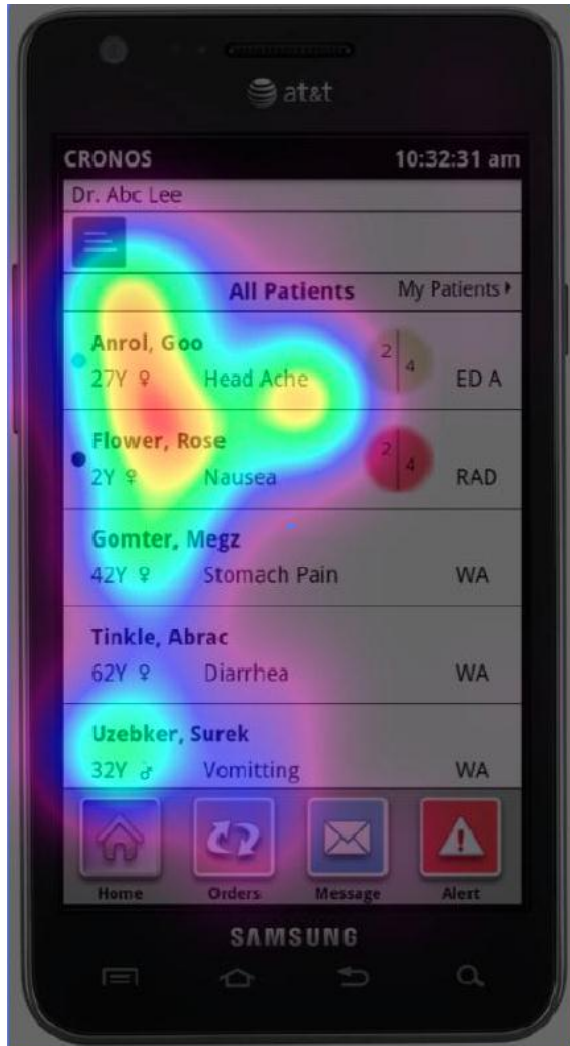 at&t
CRONOS 10:32:31 am
Dr. Abc Lee
All Patients My Patients
Anrol, Goo
2 4
27Y ♀ Head Ache ED A
Flower, Rose
2 4
2Y ♀ Nausea RAD
Gomter, Megz
42Y ♀ Stomach Pain WA
Tinkle, Abrac
62Y ♀ Diarrhea WA
Uzebker, Surek
32Y ♂ Vomitting WA
Home Orders Message Alert
SAMSUNG